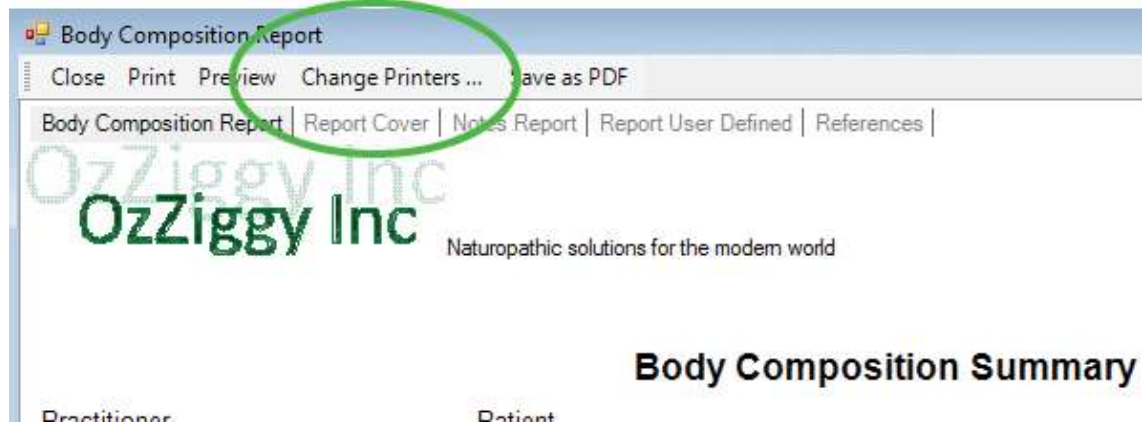 Body Composition Report
Close Print Preview Change Printers ... Save as PDF
Body Composition Report | Report Cover | Notes Report | Report User Defined | References |
OzZiggy Inc
OzZiggy Inc
Naturopathic solutions for the modern world
Body Composition Summary
Practitioner Patient